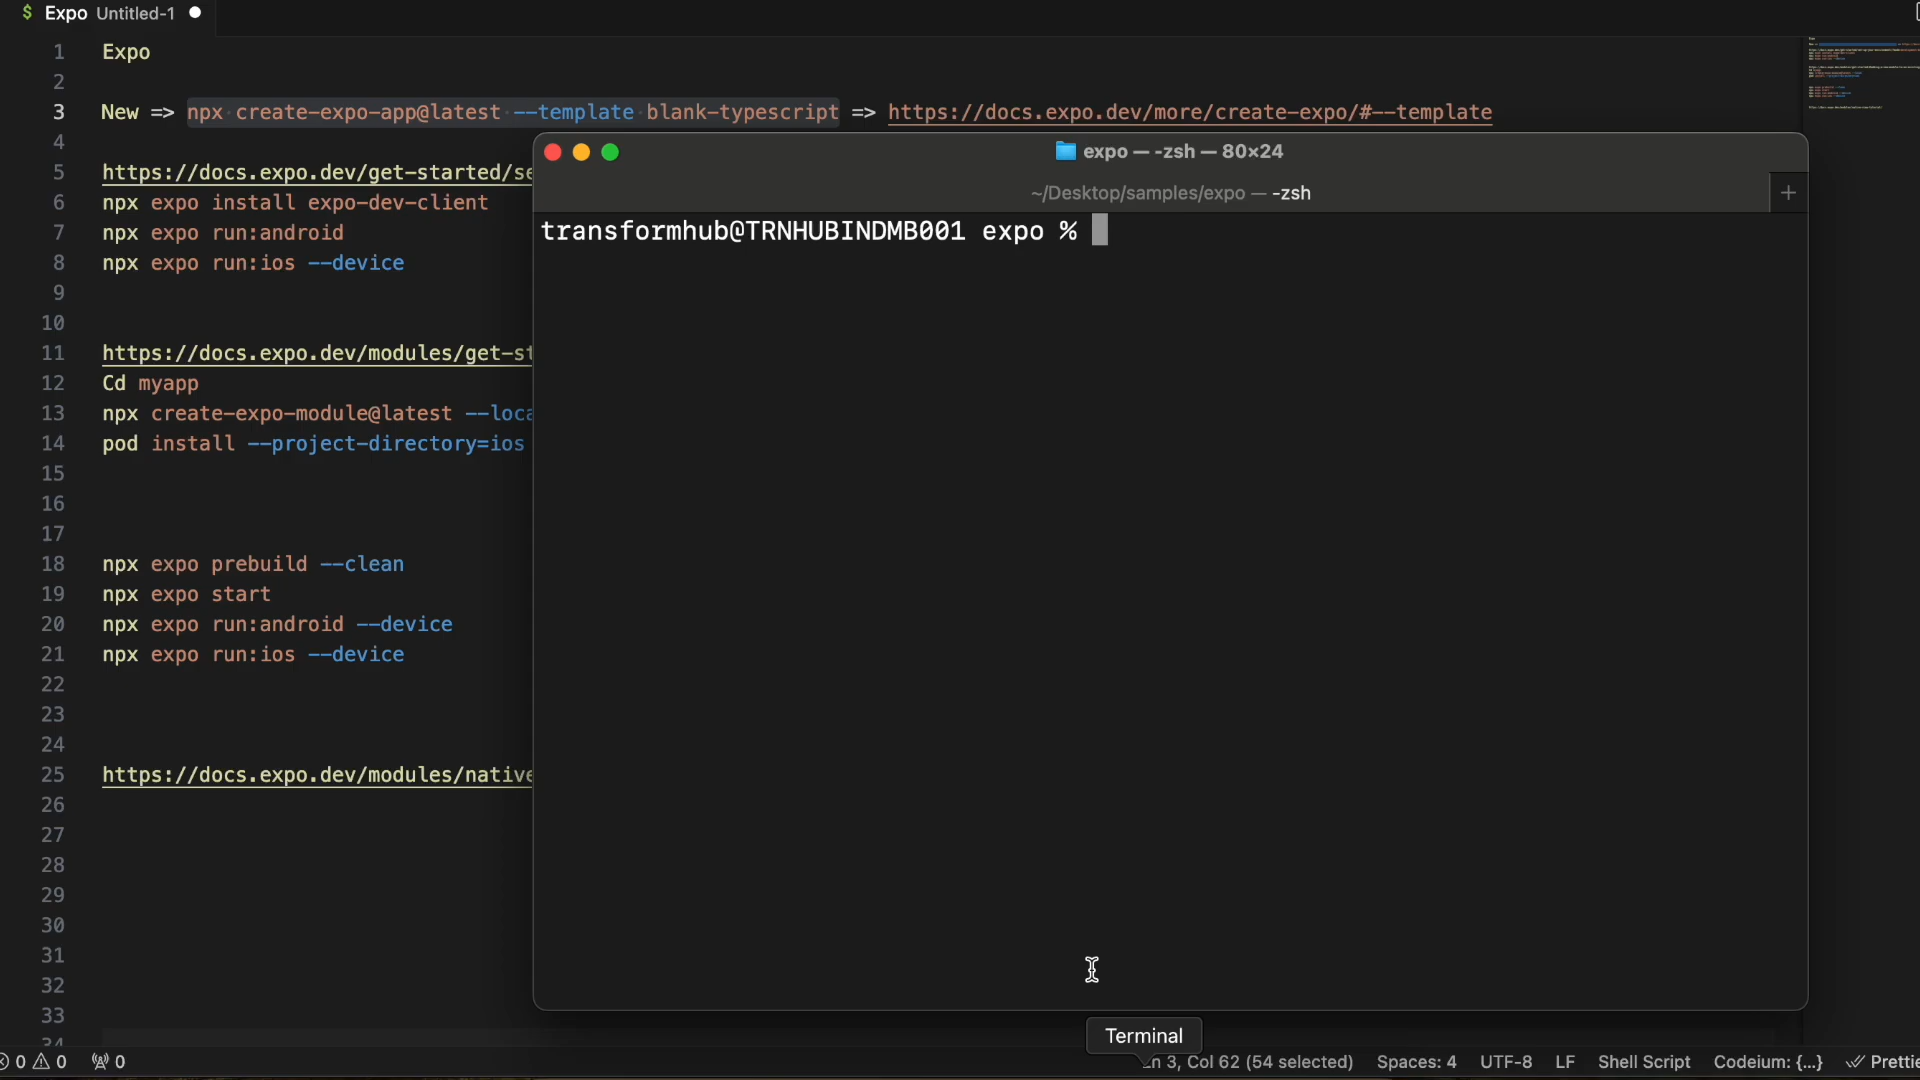 $ Expo Untitled-1
1 Expo
2
3 New => npx create-expo-app@latest --template blank-typescript => https://docs.expo.dev/more/create-expo/#--template
4
5 https://docs.expo.dev/get-started/se
6 npx expo install expo-dev-client
7 npx expo run:android
8 npx expo run:ios --device
9
10
11 https://docs.expo.dev/modules/get-st
12 Cd myapp
13 npx create-expo-module@latest --loca
14 pod install --project-directory=ios
15
16
17
18 npx expo prebuild --clean
19 npx expo start
20 npx expo run:android --device
21 npx expo run:ios --device
22
23
24
25 https://docs.expo.dev/modules/native
26
27
28
29
30
31
32
33
34
expo — -zsh — 80×24
~/Desktop/samples/expo — -zsh
+
transformhub@TRNHUBINDMB001 expo %
Terminal
0 0 0 Ln 3, Col 62 (54 selected) Spaces: 4 UTF-8 LF Shell Script Codeium: {...} Prettie